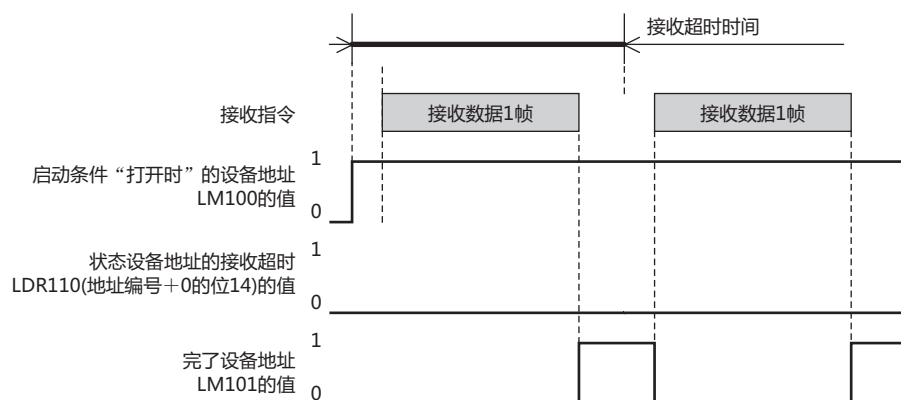 接收超时时间
接收指令
接收数据1帧
接收数据1帧
启动条件“打开时”的设备地址
LM100的值
1
0
状态设备地址的接收超时
LDR110(地址编号+0的位14)的值
1
0
完了设备地址
LM101的值
1
0